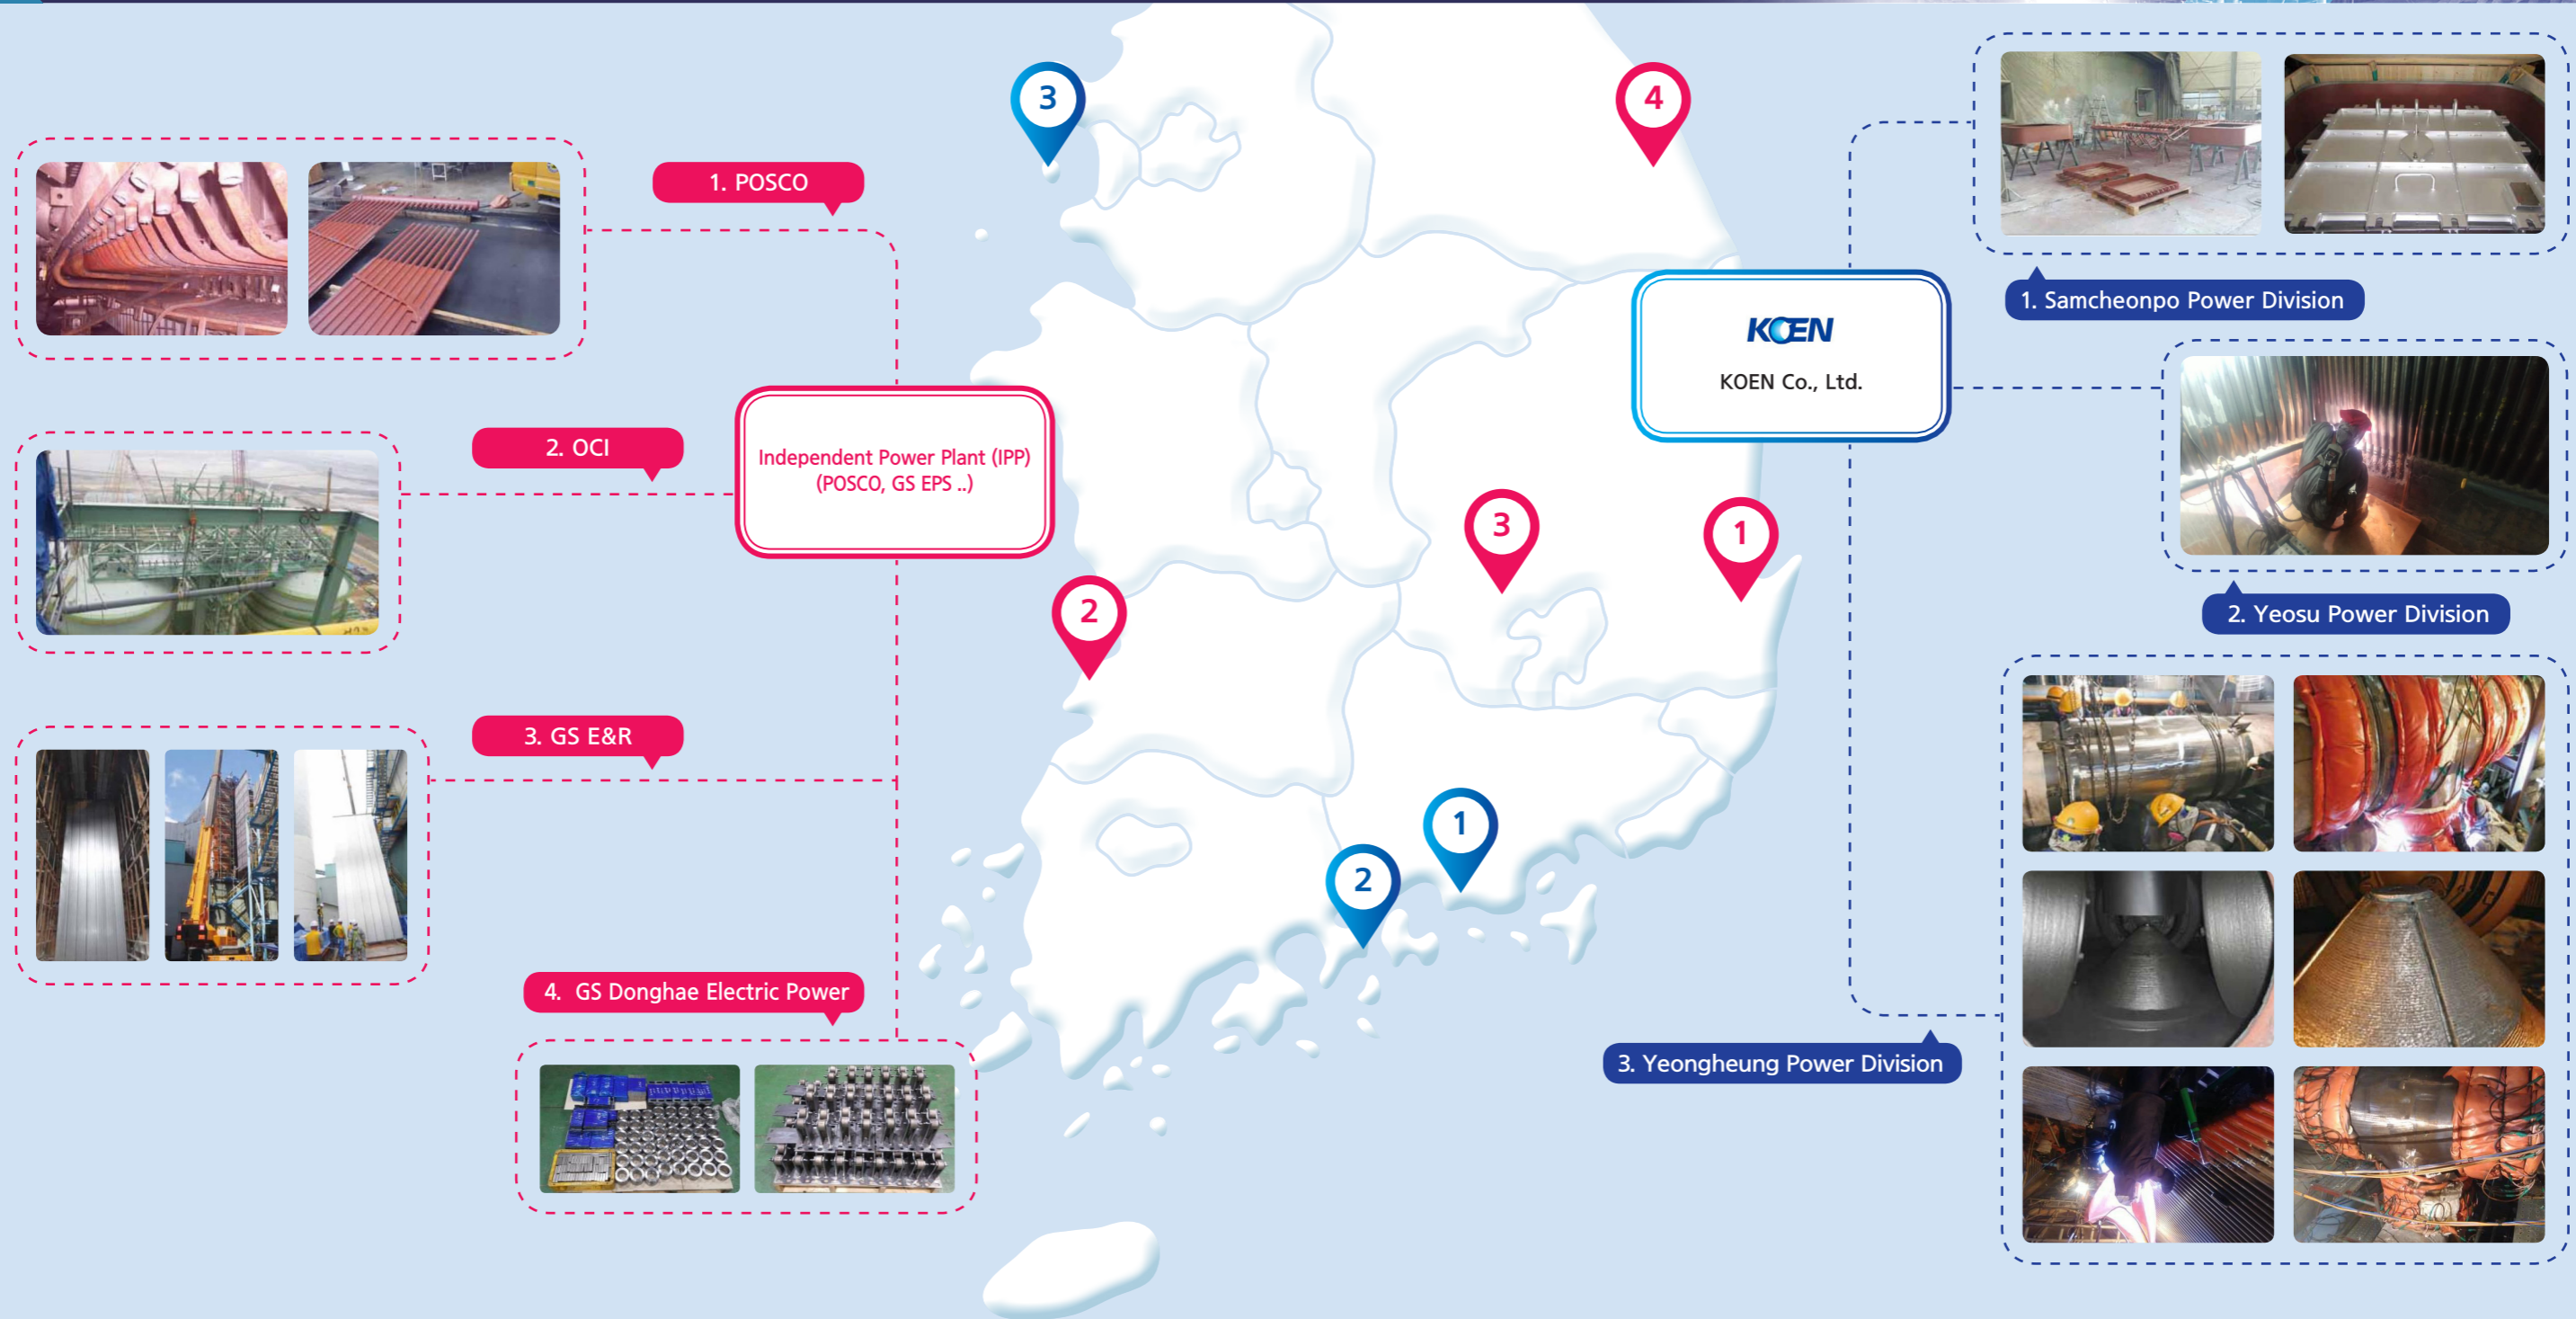 3
4
1. POSCO
KOEN
KOEN Co., Ltd.
1. Samcheonpo Power Division
2. OCI
Independent Power Plant (IPP)
(POSCO, GS EPS ..)
3
1
2
2. Yeosu Power Division
3. GS E&R
1
2
4. GS Donghae Electric Power
3. Yeongheung Power Division